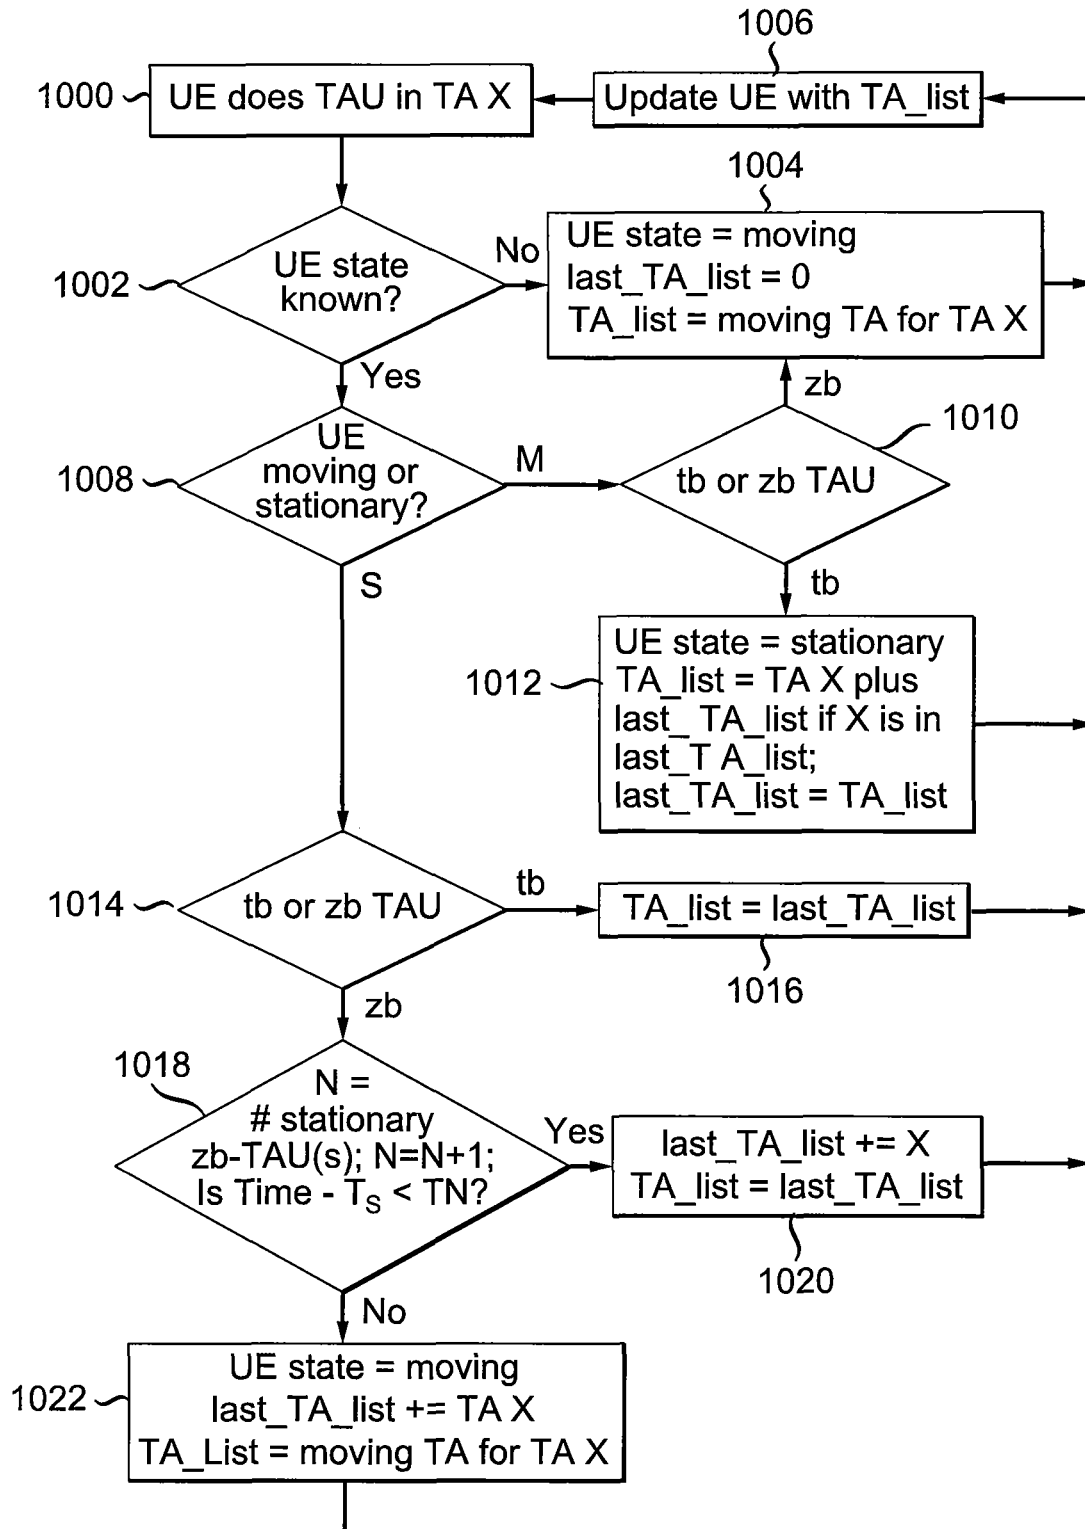 1006
1000
UE does TAU in TA X
Update UE with TA_list
1004
1002
UE state
known?
No
UE state = moving
last_TA_list = 0
TA_list = moving TA for TA X
Yes
zb
1010
1008
UE
moving or
stationary?
M
tb or zb TAU
S
tb
1012
UE state = stationary
TA_list = TA X plus
last_ TA_list if X is in
last_T A_list;
last_TA_list = TA_list
1014
tb or zb TAU
tb
TA_list = last_TA_list
1016
zb
1018
N =
# stationary
zb-TAU(s); N=N+1;
Is Time - TS < TN?
Yes
last_TA_list += X
TA_list = last_TA_list
1020
No
1022
UE state = moving
last_TA_list += TA X
TA_List = moving TA for TA X